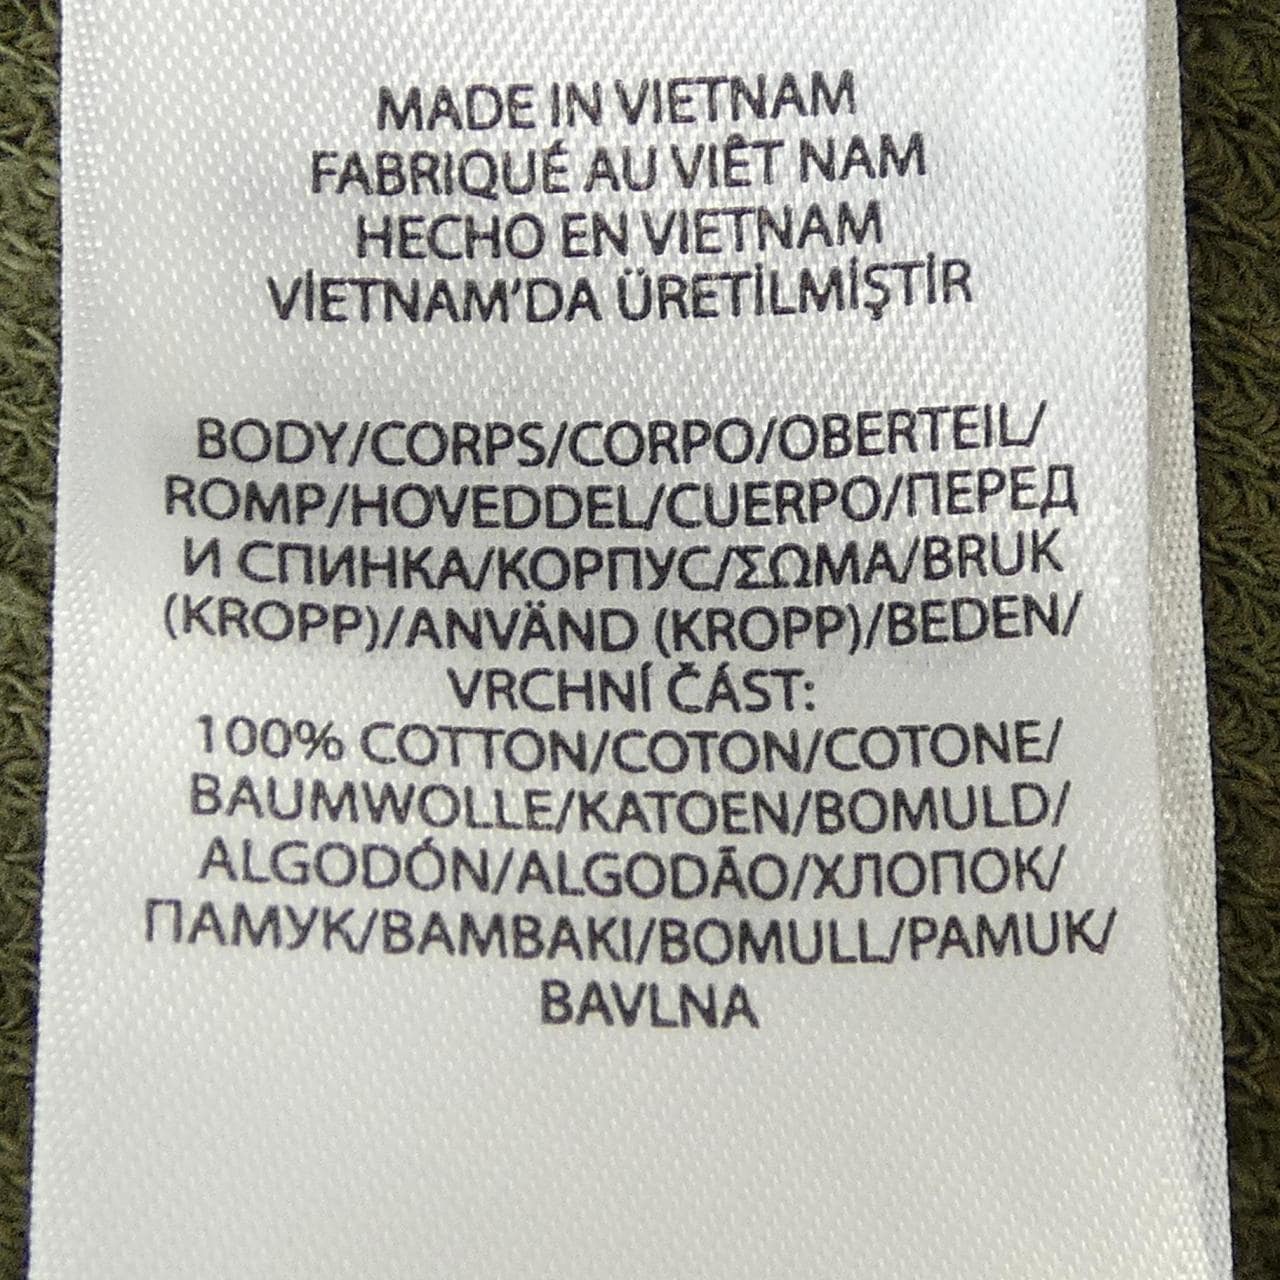 MADE IN VIETNAM
FABRIQUÉ AU VIÊT NAM
HECHO EN VIETNAM
VİETNAM'DA ÜRETİLMİŞTİR
BODY/CORPS/CORPO/OBERTEIL/
ROMP/HOVEDDEL/CUERPO/ПЕРЕД
И СПИНКА/КОРПУС/ΣΩΜΑ/BRUK
(KROPP)/ANVÄND (KROPP)/BEDEN/
VRCHNÍ ČÁST:
100% COTTON/COTON/COTONE/
BAUMWOLLE/KATOEN/BOMULD/
ALGODÓN/ALGODÃO/ХЛОПОК/
ПАМУК/ΒΑΜΒΑΚΙ/BOMULL/PAMUK/
BAVLNA